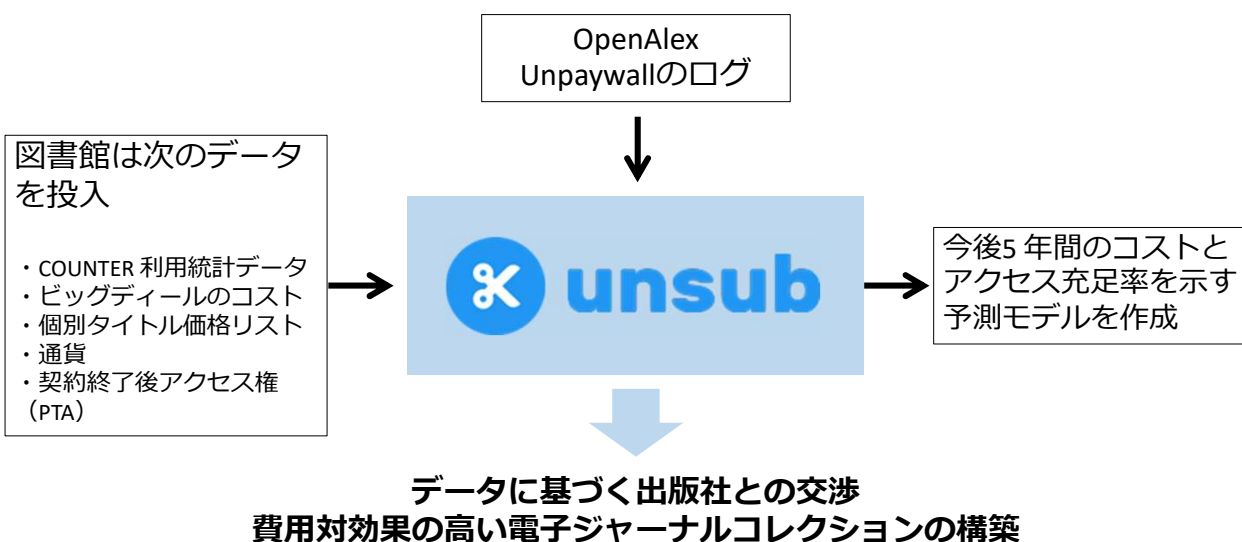 OpenAlex
Unpaywallのログ
図書館は次のデータ
を投入
・COUNTER 利用統計データ
・ビッグディールのコスト
・個別タイトル価格リスト
・通貨
・契約終了後アクセス権
（PTA）
unsub
今後5 年間のコストと
アクセス充足率を示す
予測モデルを作成
データに基づく出版社との交渉
費用対効果の高い電子ジャーナルコレクションの構築